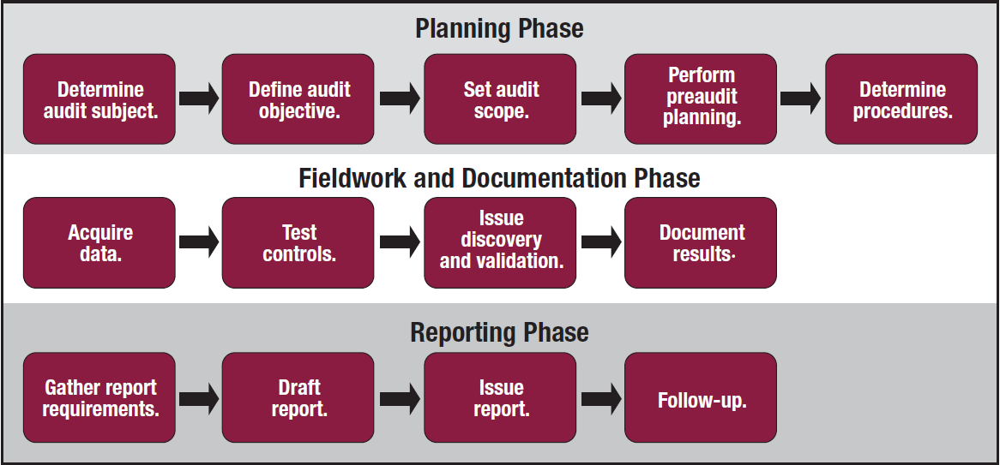 Planning Phase
Determine
audit subject.
Define audit
objective.
Set audit
scope.
Perform
preaudit
planning.
Determine
procedures.
Fieldwork and Documentation Phase
Acquire
data.
Test
controls.
Issue
discovery
and validation.
Document
results.
Reporting Phase
Gather report
requirements.
Draft
report.
Issue
report.
Follow-up.